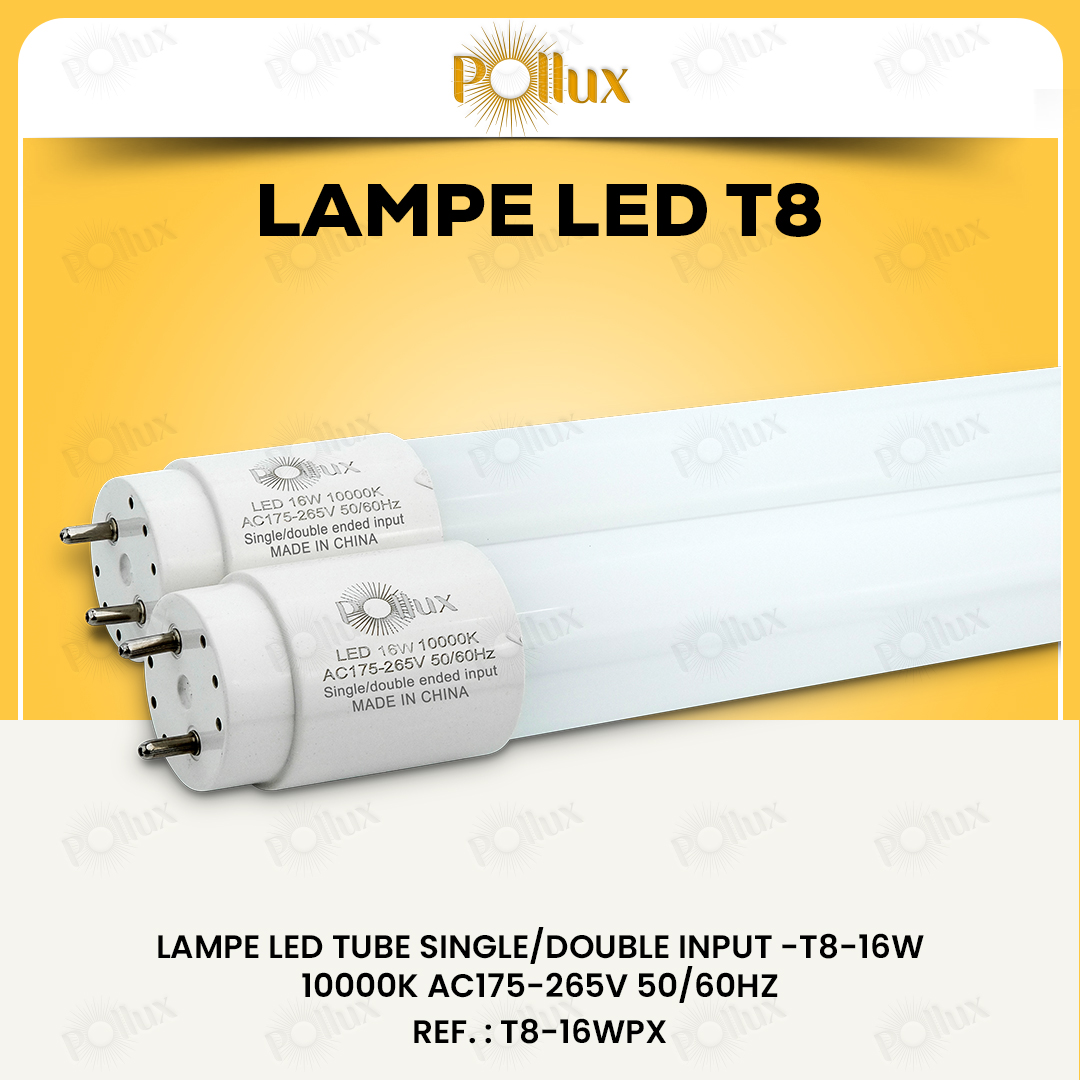 Pollux
LAMPE LED T8
Pollux
LED 16W 10000K
AC175-265V 50/60Hz
Single/double ended input
MADE IN CHINA
Pollux
LED 16W 10000K
AC175-265V 50/60Hz
Single/double ended input
MADE IN CHINA
LAMPE LED TUBE SINGLE/DOUBLE INPUT -T8-16W
10000K AC175-265V 50/60HZ
REF. : T8-16WPX